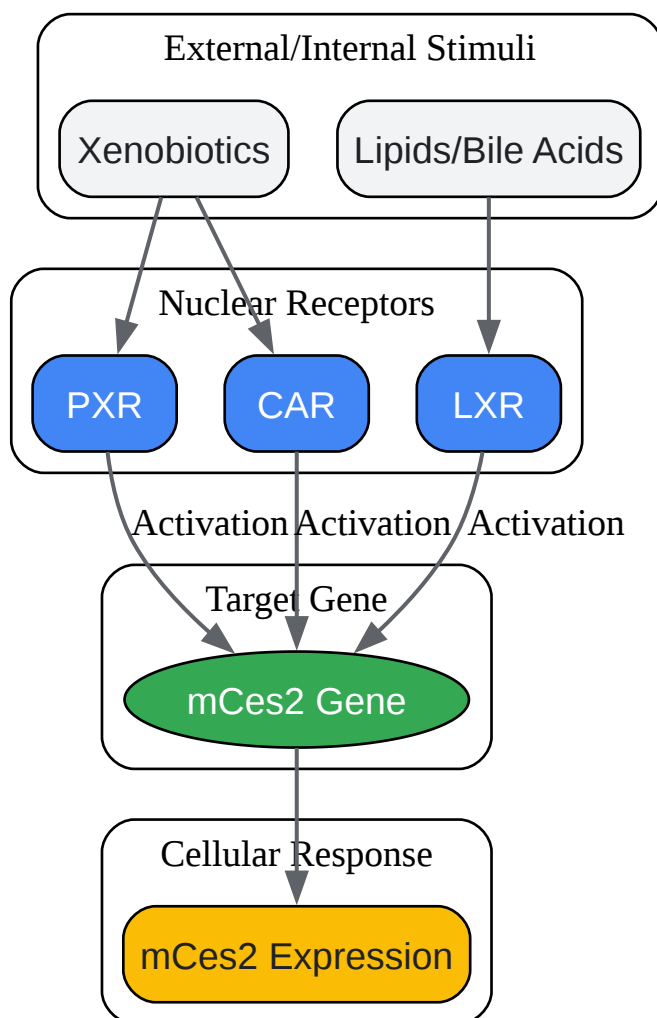 External/Internal Stimuli
Xenobiotics
Lipids/Bile Acids
Nuclear Receptors
PXR
CAR
LXR
Activation
Activation
Activation
Target Gene
mCes2 Gene
Cellular Response
mCes2 Expression